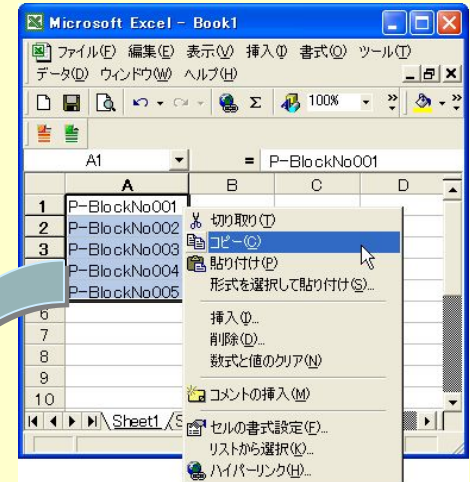 Microsoft Excel - Book1
ファイル(F) 編集(E) 表示(V) 挿入(I) 書式(O) ツール(T)
データ(D) ウィンドウ(W) ヘルプ(H)
Σ 100%
A1 = P-BlockNo001
A B C D
1 P-BlockNo001
2 P-BlockNo002
3 P-BlockNo003
4 P-BlockNo004
5 P-BlockNo005
6
7
8
9
10
切り取り(T)
コピー(C)
貼り付け(P)
形式を選択して貼り付け(S)...
挿入(I)...
削除(D)...
数式と値のクリア(N)
コメントの挿入(M)
セルの書式設定(F)...
リストから選択(K)...
ハイパーリンク(H)...
Sheet1 /S